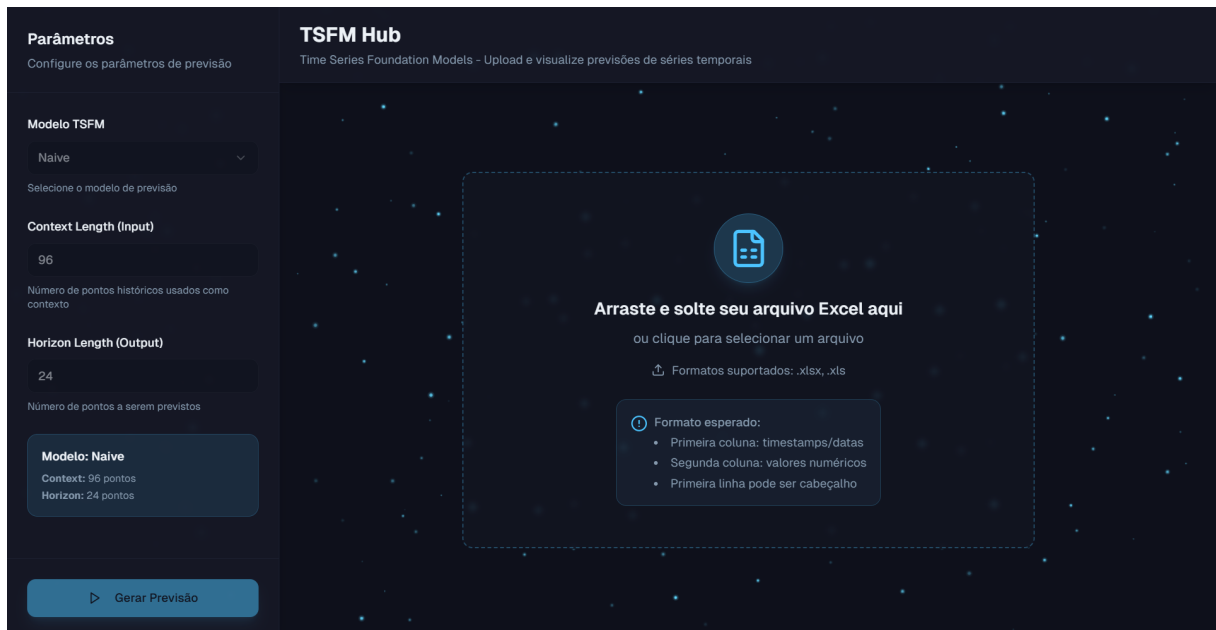 Parâmetros
Configure os parâmetros de previsão
Modelo TSFM
Naive
Selecione o modelo de previsão
Context Length (Input)
96
Número de pontos históricos usados como
contexto
Horizon Length (Output)
24
Número de pontos a serem previstos
Modelo: Naive
Context: 96 pontos
Horizon: 24 pontos
Gerar Previsão
TSFM Hub
Time Series Foundation Models - Upload e visualize previsões de séries temporais
Arraste e solte seu arquivo Excel aqui
ou clique para selecionar um arquivo
Formatos suportados: .xlsx, .xls
Formato esperado:
• Primeira coluna: timestamps/datas
• Segunda coluna: valores numéricos
• Primeira linha pode ser cabeçalho